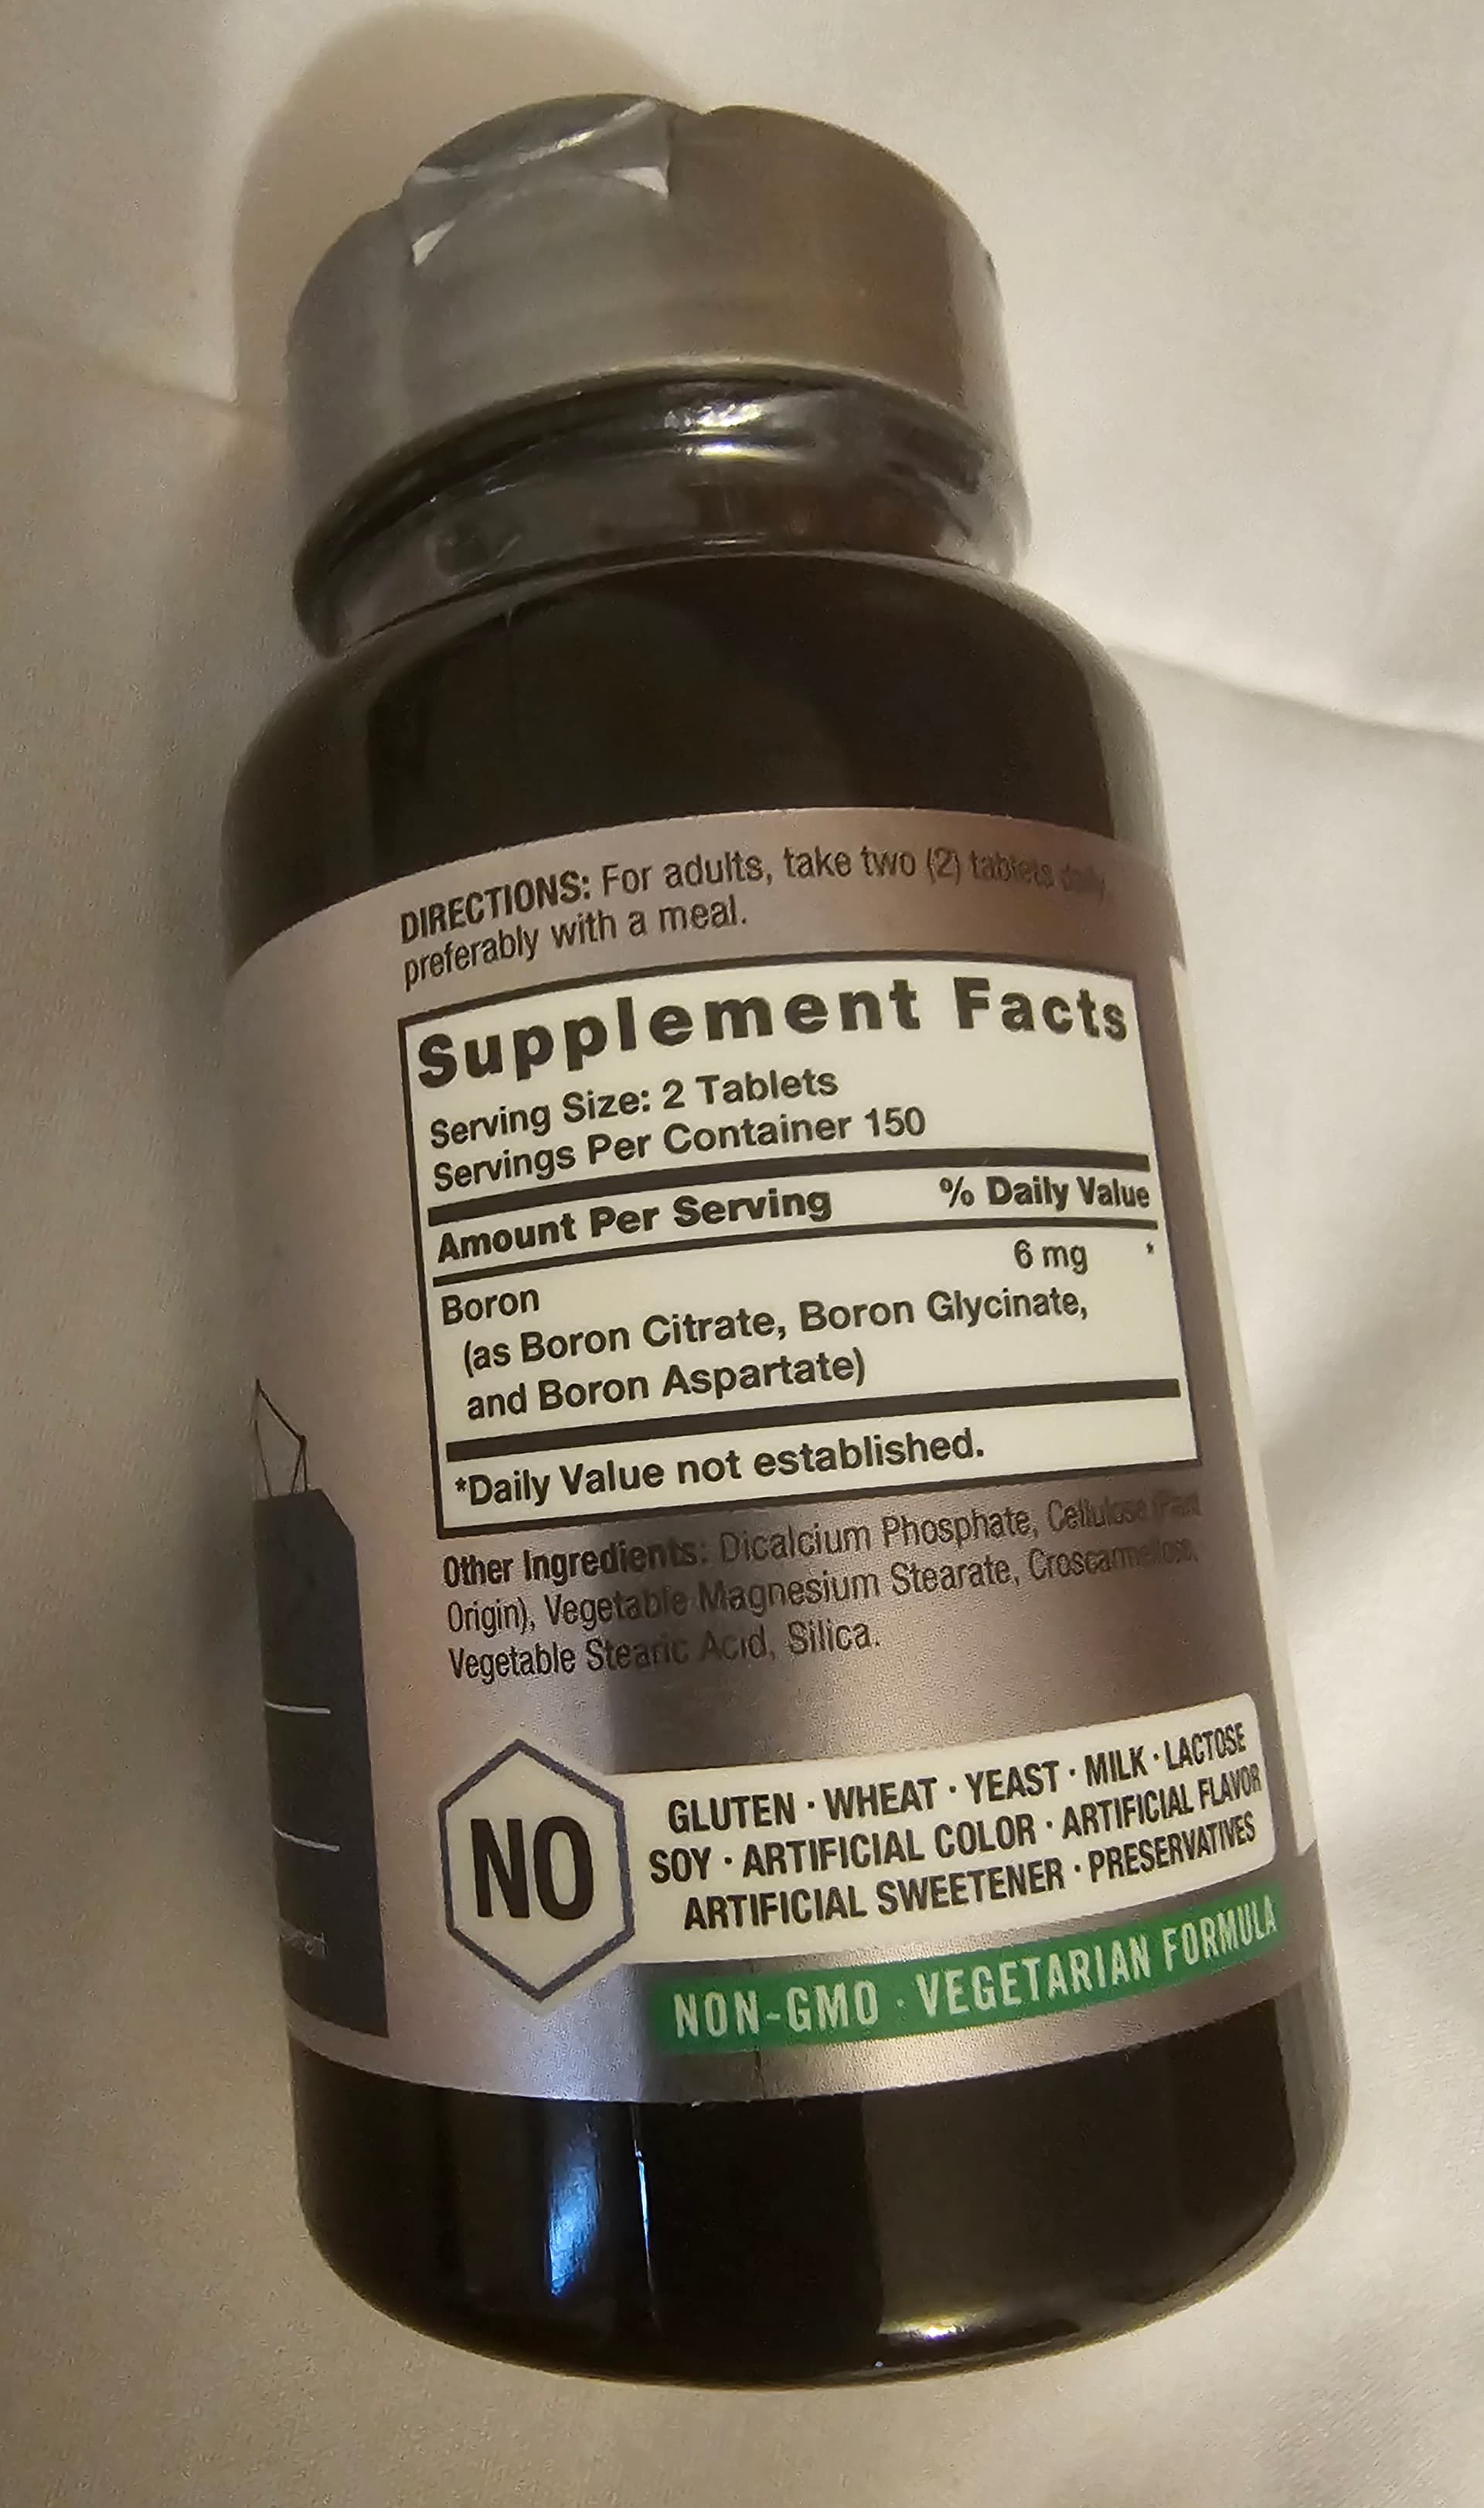 DIRECTIONS: For adults, take two (2) tablets daily,
preferably with a meal.
Supplement Facts
Serving Size: 2 Tablets
Servings Per Container 150
Amount Per Serving % Daily Value
Boron 6 mg *
(as Boron Citrate, Boron Glycinate,
and Boron Aspartate)
*Daily Value not established.
Other Ingredients: Dicalcium Phosphate, Cellulose (Plant
Origin), Vegetable Magnesium Stearate, Croscarmellose,
Vegetable Stearic Acid, Silica.
NO
GLUTEN · WHEAT · YEAST · MILK · LACTOSE
SOY · ARTIFICIAL COLOR · ARTIFICIAL FLAVOR
ARTIFICIAL SWEETENER · PRESERVATIVES
NON-GMO · VEGETARIAN FORMULA